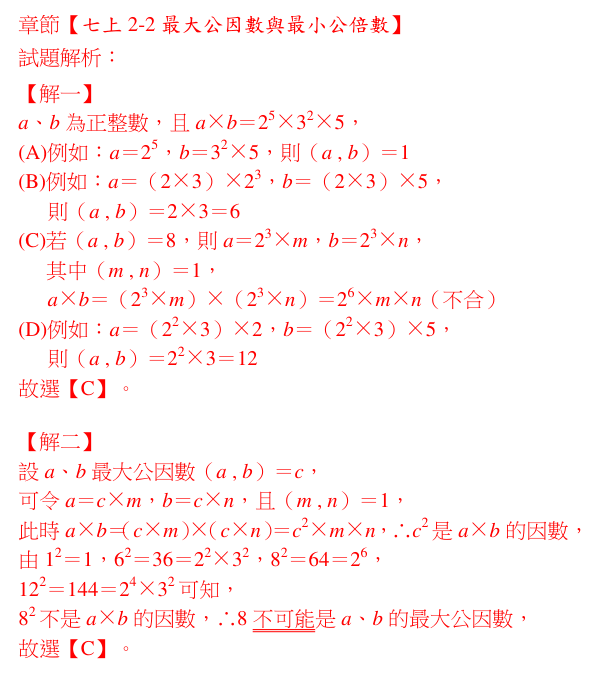 章節【七上 2-2 最大公因數與最小公倍數】
試題解析：
【解一】
a、b 為正整數，且 a×b＝2⁵×3²×5，
(A)例如：a＝2⁵，b＝3²×5，則（a , b）＝1
(B)例如：a＝（2×3）×2³，b＝（2×3）×5，
則（a , b）＝2×3＝6
(C)若（a , b）＝8，則 a＝2³×m，b＝2³×n，
其中（m , n）＝1，
a×b＝（2³×m）×（2³×n）＝2⁶×m×n（不合）
(D)例如：a＝（2²×3）×2，b＝（2²×3）×5，
則（a , b）＝2²×3＝12
故選【C】。
【解二】
設 a、b 最大公因數（a , b）＝c，
可令 a＝c×m，b＝c×n，且（m , n）＝1，
此時 a×b＝（c×m）×（c×n）＝c²×m×n，∴c² 是 a×b 的因數，
由 1²＝1，6²＝36＝2²×3²，8²＝64＝2⁶，
12²＝144＝2⁴×3² 可知，
8² 不是 a×b 的因數，∴8 不可能是 a、b 的最大公因數，
故選【C】。